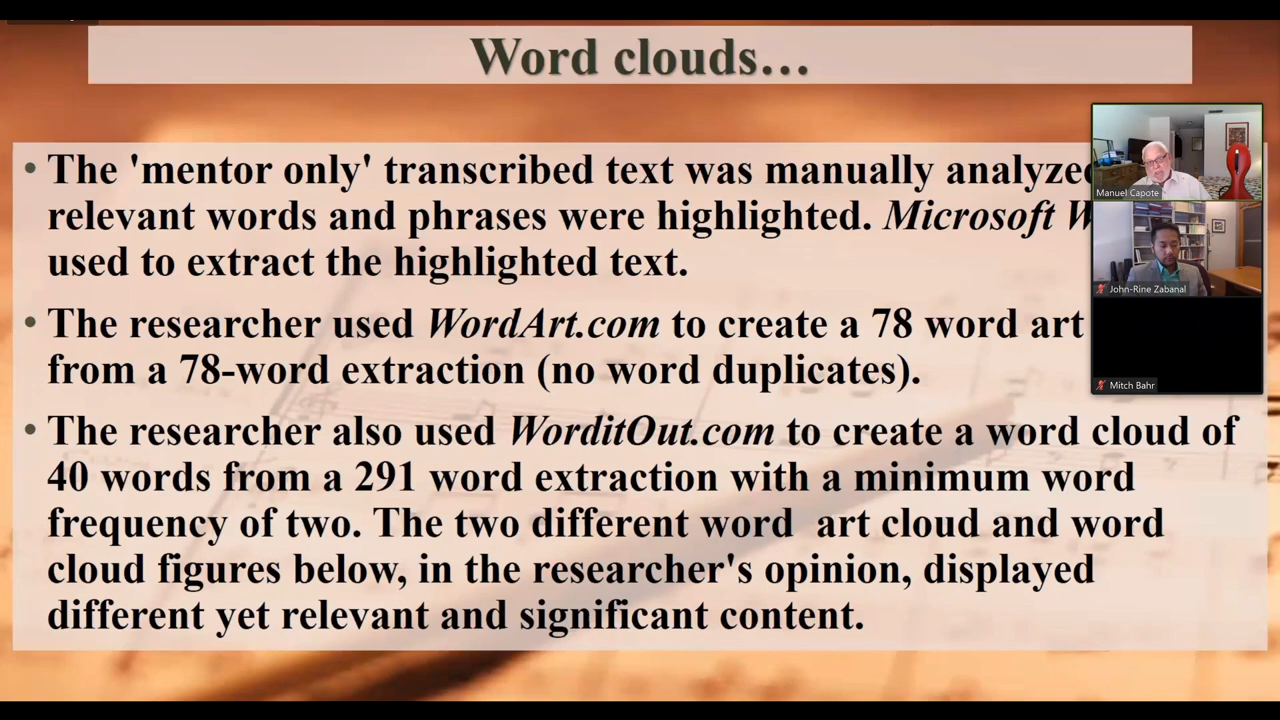 Word clouds…
• The 'mentor only' transcribed text was manually analyzed
relevant words and phrases were highlighted. Microsoft
used to extract the highlighted text.
• The researcher used WordArt.com to create a 78 word art
from a 78-word extraction (no word duplicates).
• The researcher also used WorditOut.com to create a word cloud of
40 words from a 291 word extraction with a minimum word
frequency of two. The two different word  art cloud and word
cloud figures below, in the researcher's opinion, displayed
different yet relevant and significant content.
Manuel Capote
John-Rine Zabanal
Mitch Bahr